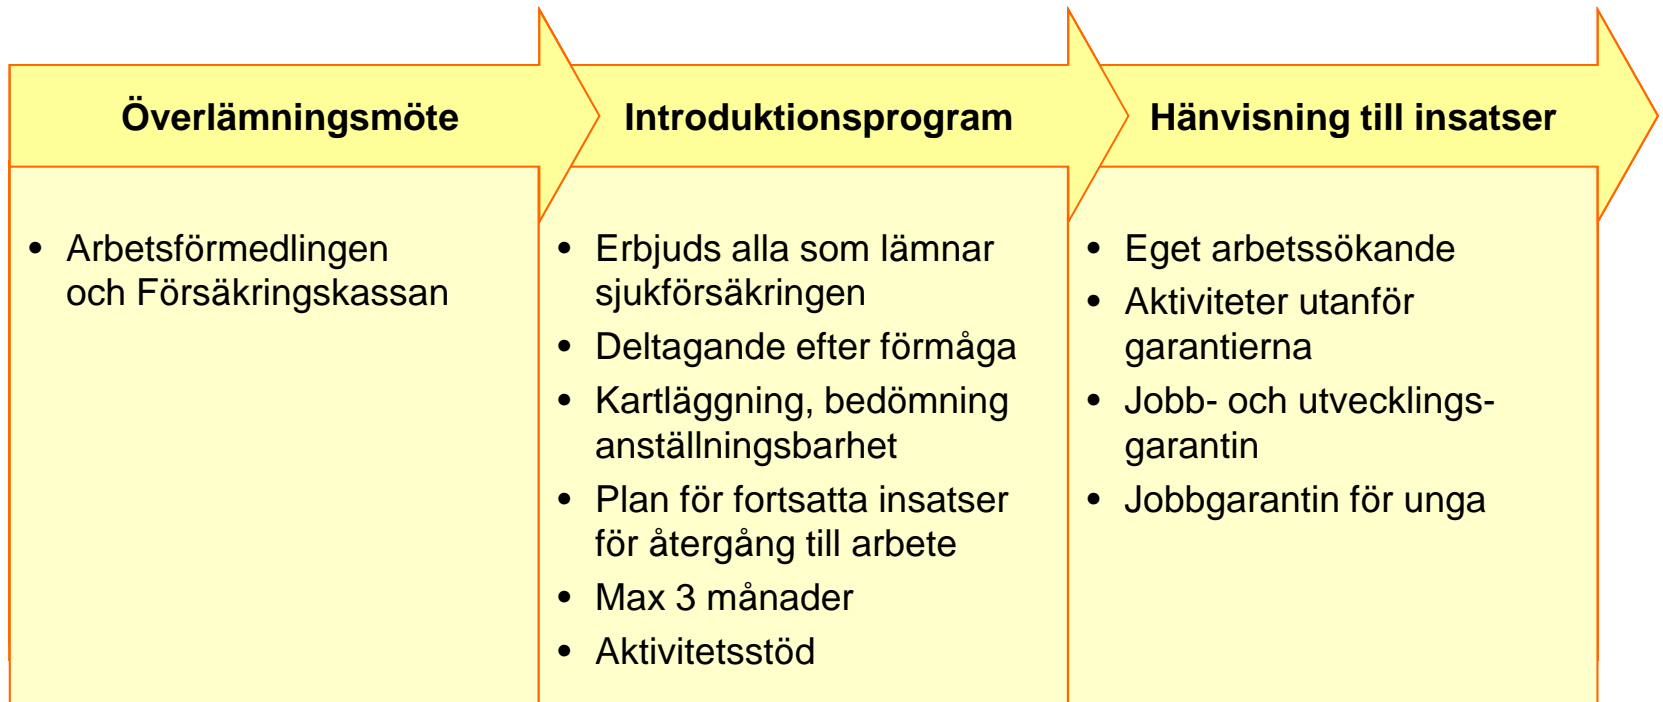 Överlämningsmöte
• Arbetsförmedlingen
och Försäkringskassan
Introduktionsprogram
• Erbjuds alla som lämnar
sjukförsäkringen
• Deltagande efter förmåga
• Kartläggning, bedömning
anställningsbarhet
• Plan för fortsatta insatser
för återgång till arbete
• Max 3 månader
• Aktivitetsstöd
Hänvisning till insatser
• Eget arbetssökande
• Aktiviteter utanför
garantierna
• Jobb- och utvecklings-
garantin
• Jobbgarantin för unga